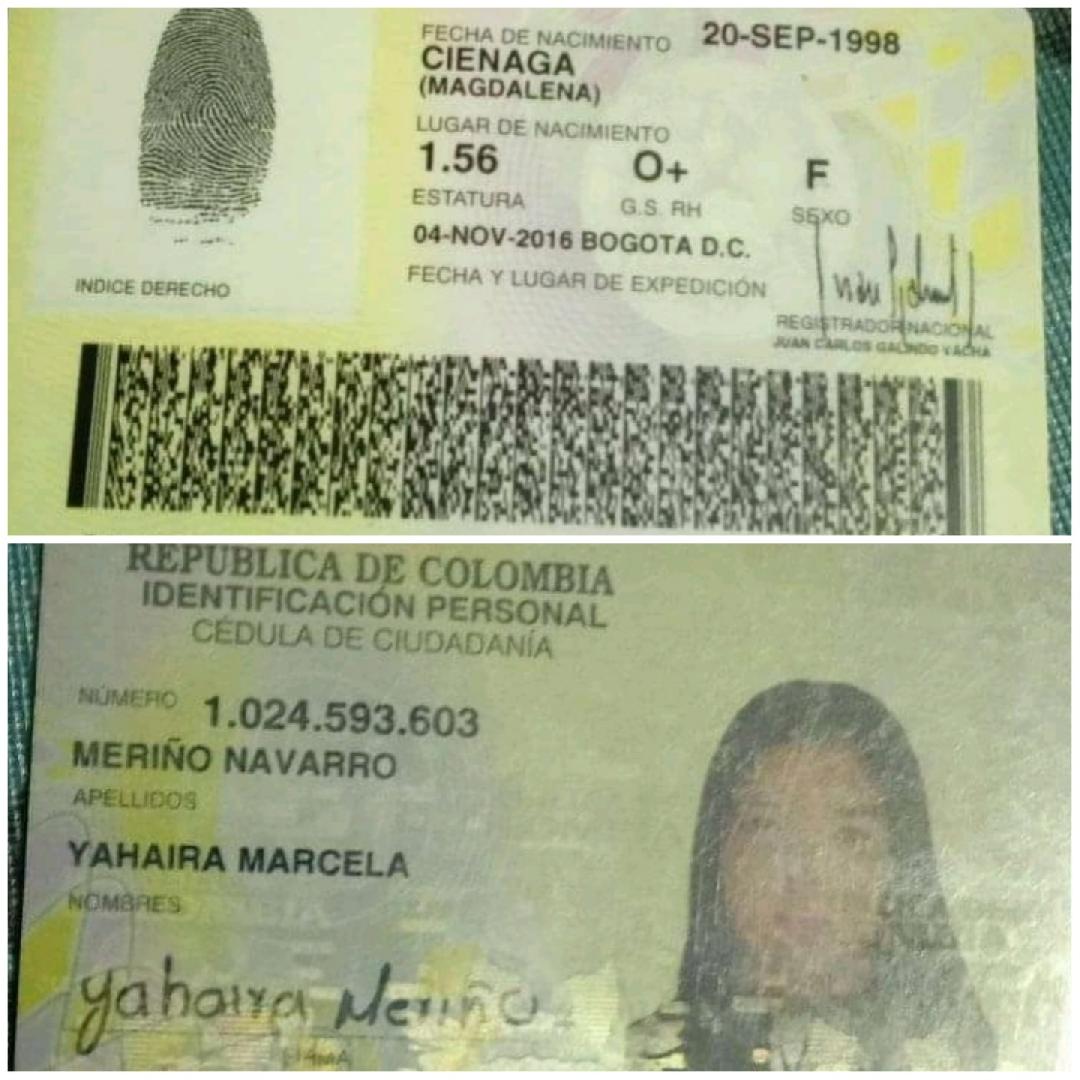 FECHA DE NACIMIENTO 20-SEP-1998
CIENAGA
(MAGDALENA)
LUGAR DE NACIMIENTO
1.56 O+ F
ESTATURA G.S. RH SEXO
04-NOV-2016 BOGOTA D.C.
FECHA Y LUGAR DE EXPEDICIÓN
INDICE DERECHO
REGISTRADOR NACIONAL
JUAN CARLOS GALINDO VACHA
REPUBLICA DE COLOMBIA
IDENTIFICACIÓN PERSONAL
CÉDULA DE CIUDADANÍA
NÚMERO 1.024.593.603
MERIÑO NAVARRO
APELLIDOS
YAHAIRA MARCELA
NOMBRES
Yahaira Meriño
FIRMA